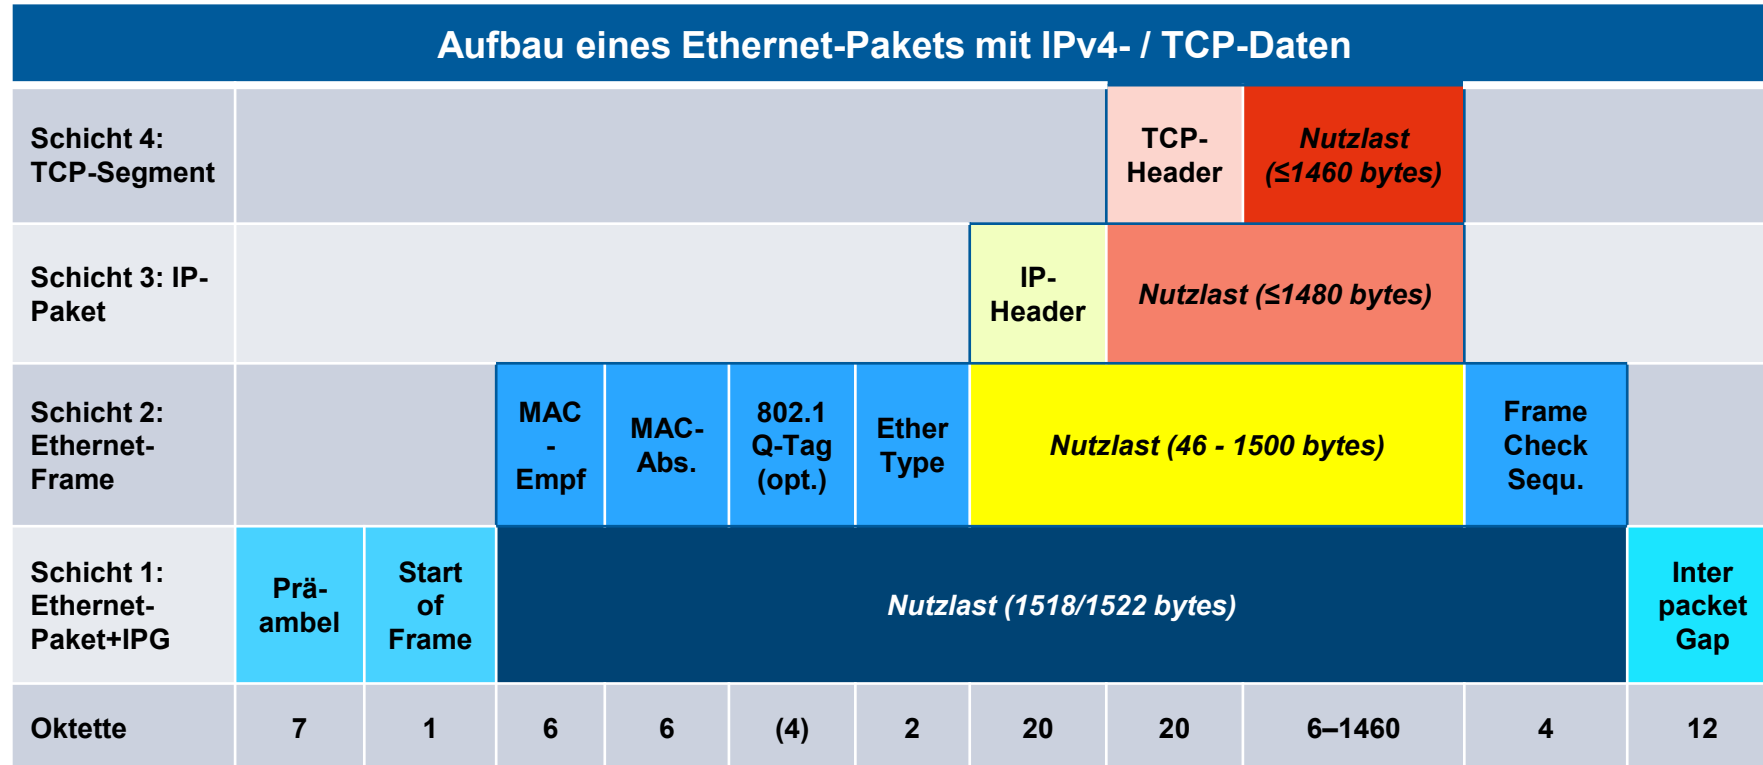 Aufbau eines Ethernet-Pakets mit IPv4- / TCP-Daten
Schicht 4:
TCP-Segment
TCP-
Header
Nutzlast
(≤1460 bytes)
Schicht 3: IP-
Paket
IP-
Header
Nutzlast (≤1480 bytes)
Schicht 2:
Ethernet-
Frame
MAC
-
Empf
MAC-
Abs.
802.1
Q-Tag
(opt.)
Ether
Type
Nutzlast (46 - 1500 bytes)
Frame
Check
Sequ.
Schicht 1:
Ethernet-
Paket+IPG
Prä-
ambel
Start
of
Frame
Nutzlast (1518/1522 bytes)
Inter
packet
Gap
Oktette 7 1 6 6 (4) 2 20 20 6–1460 4 12